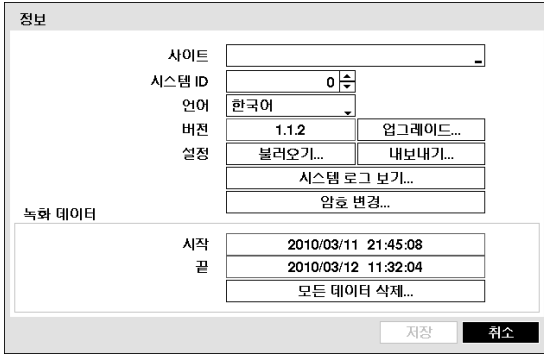 정보
사이트
시스템 ID 0
언어 한국어
버전 1.1.2 업그레이드...
설정 불러오기... 내보내기...
시스템 로그 보기...
암호 변경...
녹화 데이터
시작 2010/03/11 21:45:08
끝 2010/03/12 11:32:04
모든 데이터 삭제...
저장 취소